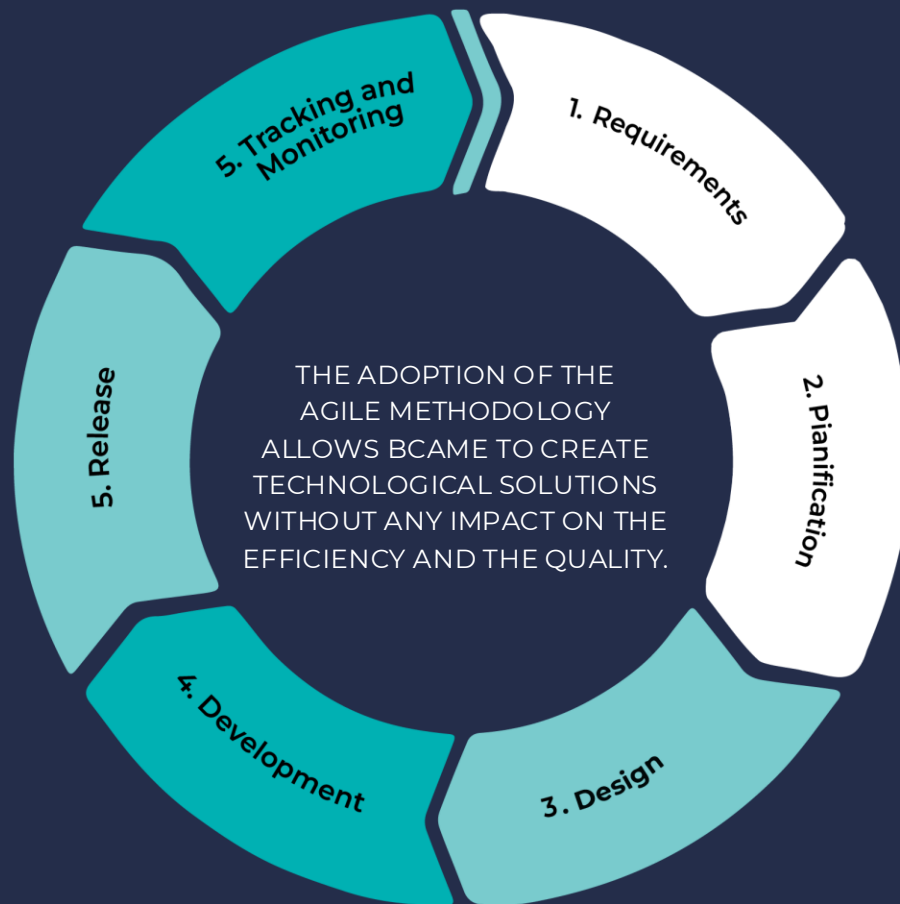 1. Requirements
2. Pianification
3. Design
4. Development
5. Release
5. Tracking and
Monitoring
THE ADOPTION OF THE
AGILE METHODOLOGY
ALLOWS BCAME TO CREATE
TECHNOLOGICAL SOLUTIONS
WITHOUT ANY IMPACT ON THE
EFFICIENCY AND THE QUALITY.